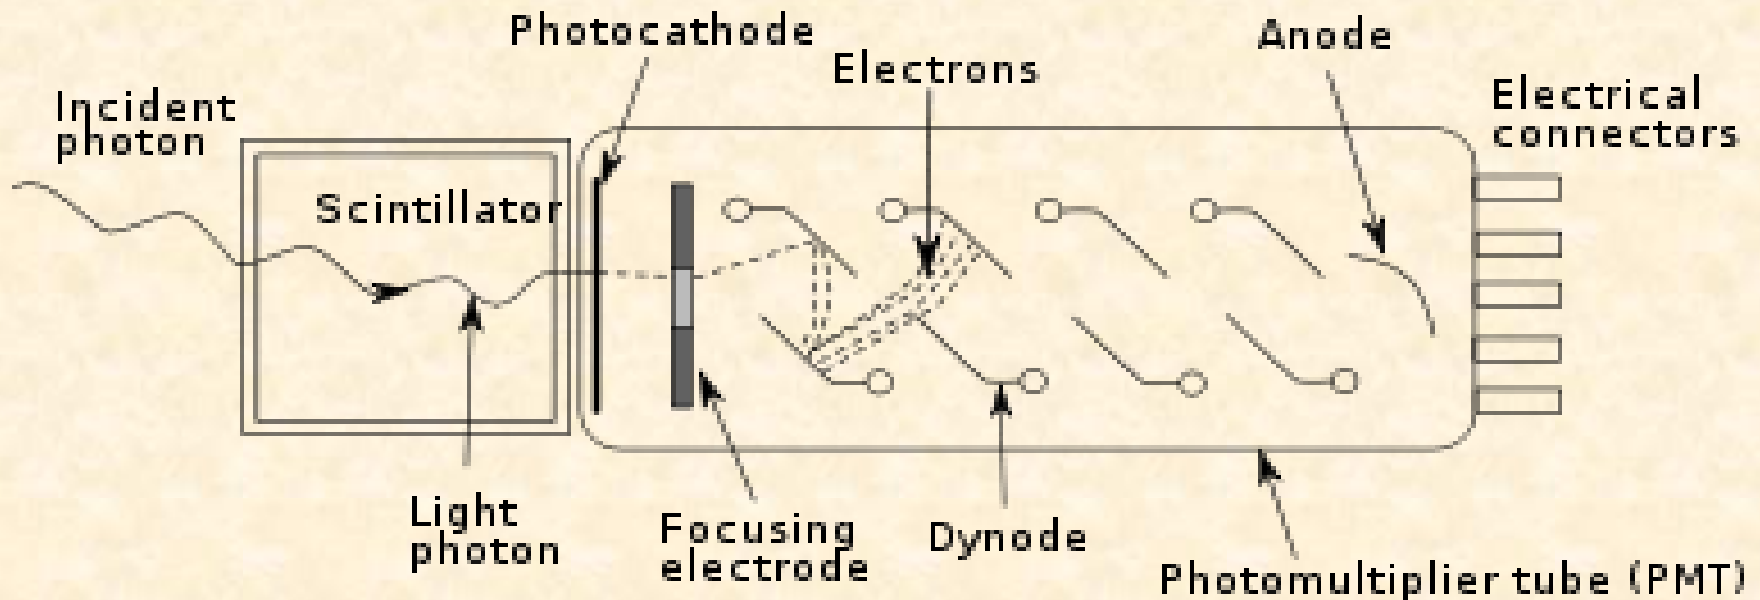 Photocathode
Electrons
Anode
Incident
photon
Electrical
connectors
Scintillator
Light
photon
Focusing
electrode
Dynode
Photomultiplier tube (PMT)